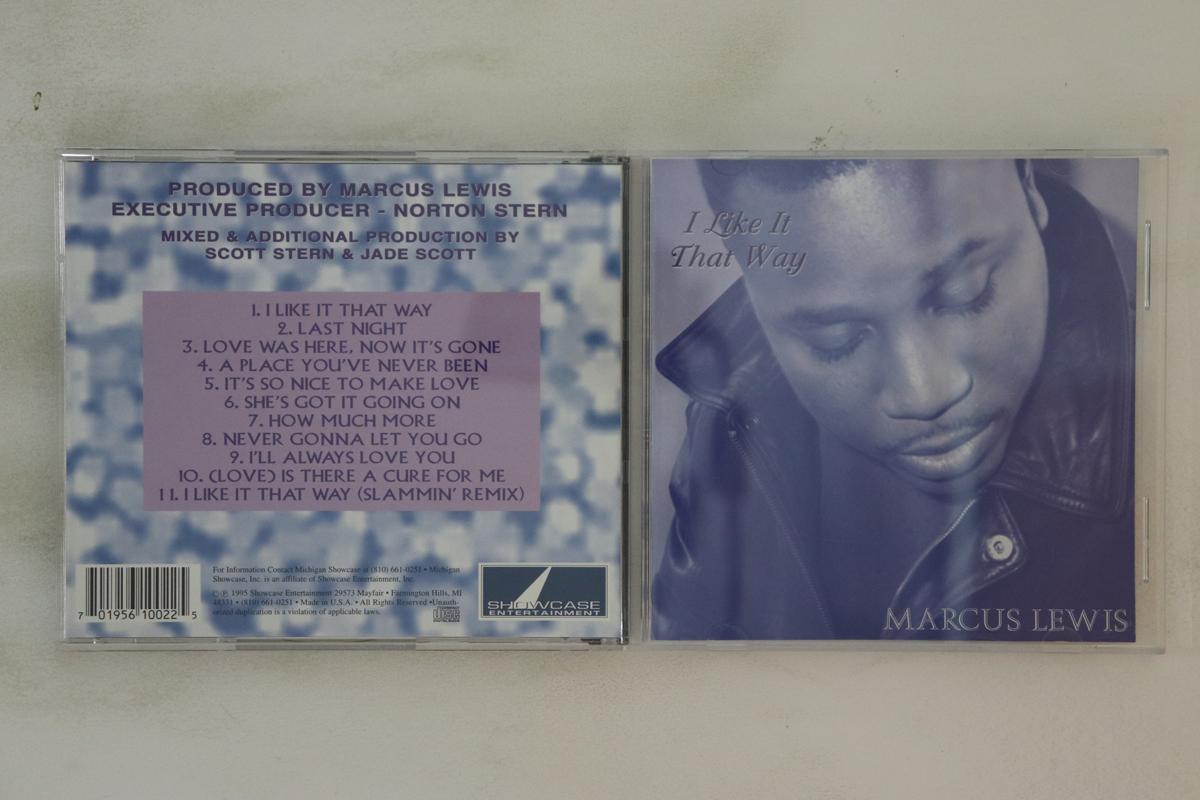 PRODUCED BY MARCUS LEWIS
EXECUTIVE PRODUCER - NORTON STERN
MIXED & ADDITIONAL PRODUCTION BY
SCOTT STERN & JADE SCOTT
1. I LIKE IT THAT WAY
2. LAST NIGHT
3. LOVE WAS HERE, NOW IT'S GONE
4. A PLACE YOU'VE NEVER BEEN
5. IT'S SO NICE TO MAKE LOVE
6. SHE'S GOT IT GOING ON
7. HOW MUCH MORE
8. NEVER GONNA LET YOU GO
9. I'LL ALWAYS LOVE YOU
10. (LOVE) IS THERE A CURE FOR ME
11. I LIKE IT THAT WAY (SLAMMIN' REMIX)
7 01956 10022 5
For Information Contact Michigan Showcase at (810) 661-0251 • Michigan
Showcase, Inc. is an affiliate of Showcase Entertainment, Inc.
© ℗ 1995 Showcase Entertainment 29573 Mayfair • Farmington Hills, MI
48331 • (810) 661-0251 • Made in U.S.A. • All Rights Reserved •Unauth-
orized duplication is a violation of applicable laws.
SHOWCASE
ENTERTAINMENT
I Like It
That Way
MARCUS LEWIS